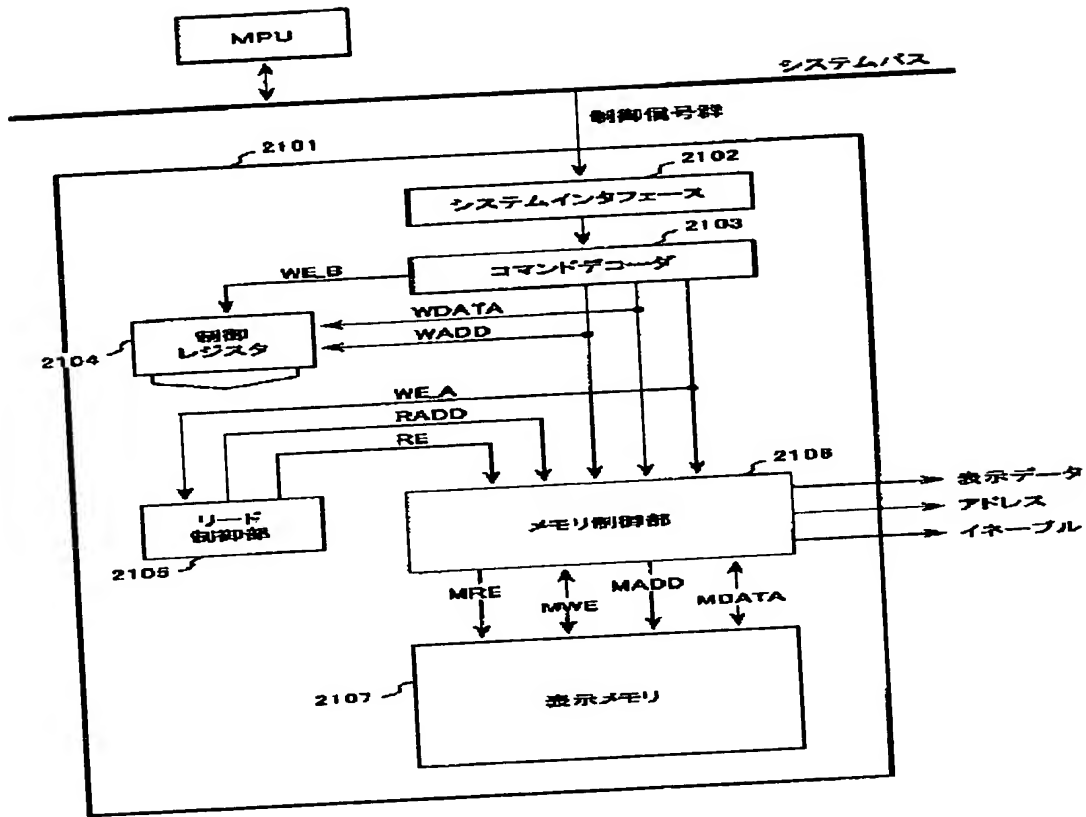 MPU
システムバス
制御信号群
2101
2102
システムインタフェース
2103
コマンドデコーダ
WE_B
WDATA
WADD
制御
レジスタ
2104
WE_A
RADD
RE
2106
リード
制御部
2105
メモリ制御部
表示データ
アドレス
イネーブル
MRE
MWE
MADD
MDATA
2107
表示メモリ